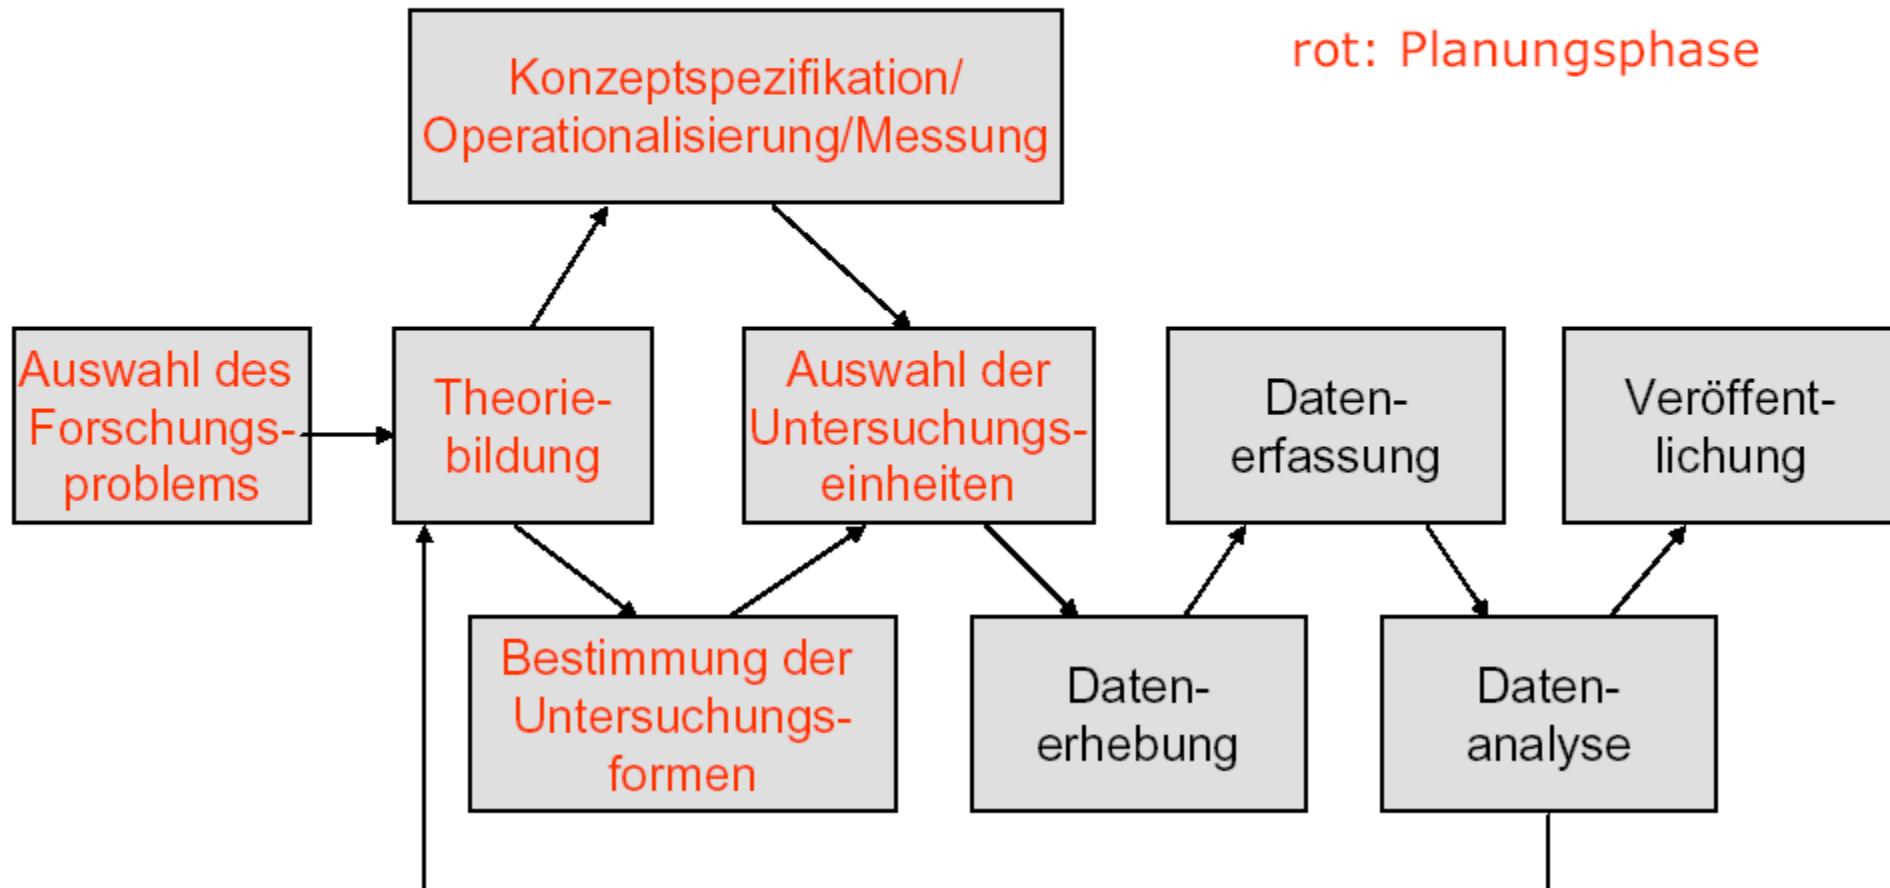 Konzeptspezifikation/
Operationalisierung/Messung
rot: Planungsphase
Auswahl des
Forschungs-
problems
Theorie-
bildung
Auswahl der
Untersuchungs-
einheiten
Daten-
erfassung
Veröffent-
lichung
Bestimmung der
Untersuchungs-
formen
Daten-
erhebung
Daten-
analyse